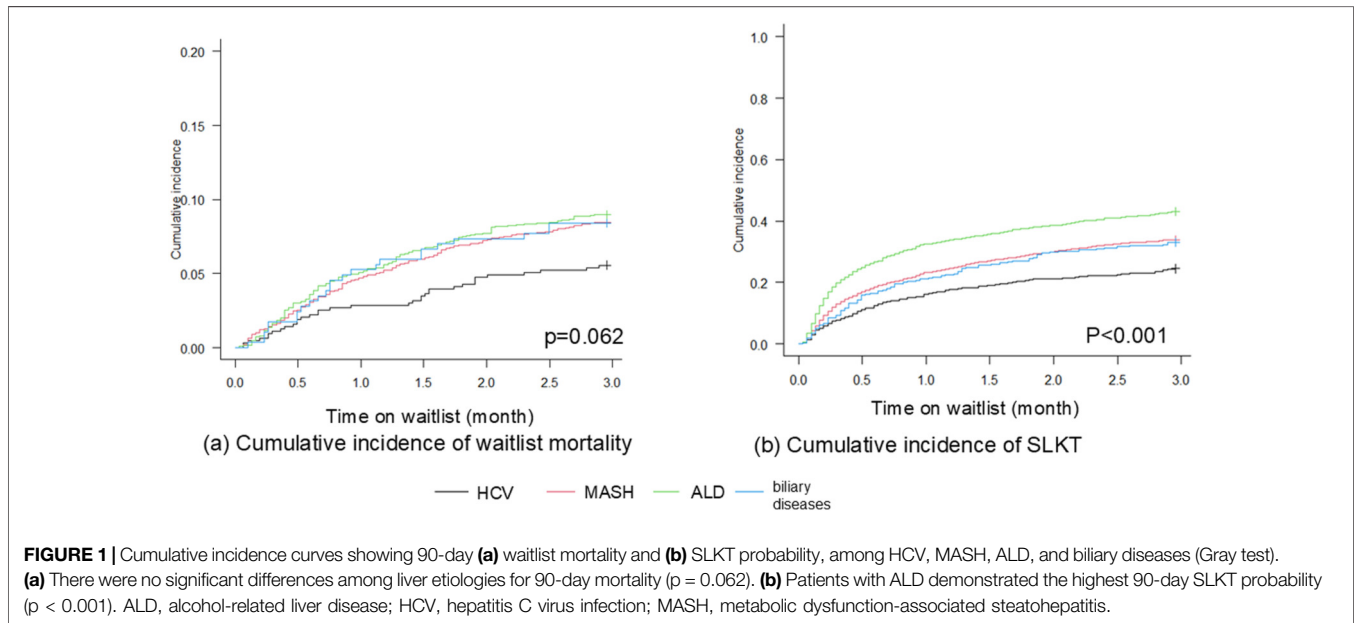 0.20
0.15
0.10
0.05
0.00
Cumulative incidence
p=0.062
0.0 0.5 1.0 1.5 2.0 2.5 3.0
Time on waitlist (month)
(a) Cumulative incidence of waitlist mortality
1.0
0.8
0.6
0.4
0.2
0.0
Cumulative incidence
P<0.001
0.0 0.5 1.0 1.5 2.0 2.5 3.0
Time on waitlist (month)
(b) Cumulative incidence of SLKT
HCV MASH ALD biliary
diseases
FIGURE 1 | Cumulative incidence curves showing 90-day (a) waitlist mortality and (b) SLKT probability, among HCV, MASH, ALD, and biliary diseases (Gray test).
(a) There were no significant differences among liver etiologies for 90-day mortality (p = 0.062). (b) Patients with ALD demonstrated the highest 90-day SLKT probability
(p < 0.001). ALD, alcohol-related liver disease; HCV, hepatitis C virus infection; MASH, metabolic dysfunction-associated steatohepatitis.